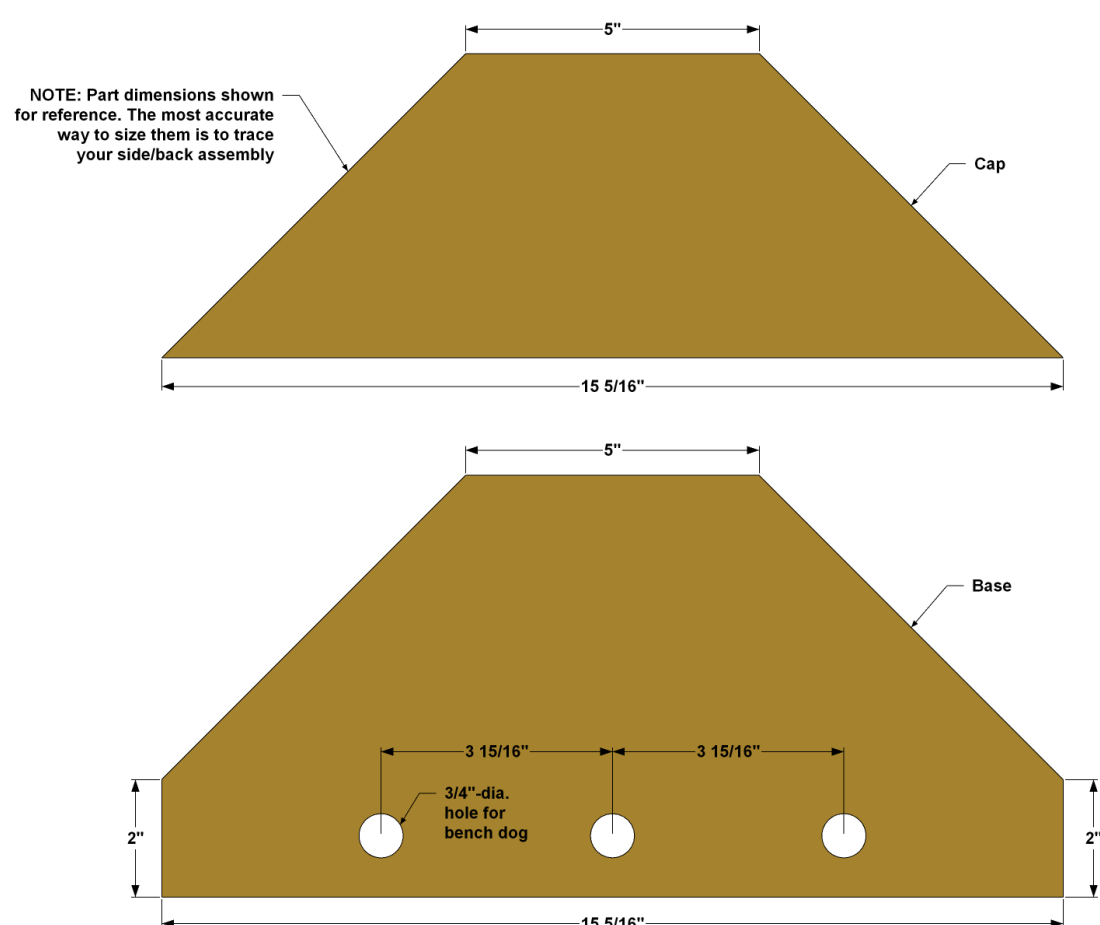 5"
NOTE: Part dimensions shown
for reference. The most accurate
way to size them is to trace
your side/back assembly
Cap
15 5/16"
5"
Base
3 15/16"
3 15/16"
3/4"-dia.
hole for
bench dog
2"
2"
15 5/16"